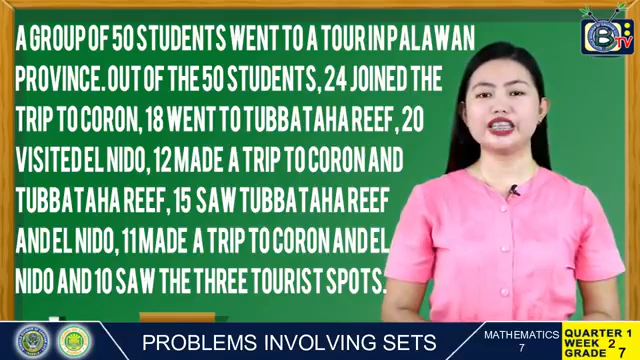 A GROUP OF 50 STUDENTS WENT TO A TOUR IN PALAWAN
PROVINCE. OUT OF THE 50 STUDENTS, 24 JOINED THE
TRIP TO CORON, 18 WENT TO TUBBATAHA REEF, 20
VISITED EL NIDO, 12 MADE A TRIP TO CORON AND
TUBBATAHA REEF, 15 SAW TUBBATAHA REEF
AND EL NIDO, 11 MADE A TRIP TO CORON AND EL
NIDO AND 10 SAW THE THREE TOURIST SPOTS.
B
TV
PROBLEMS INVOLVING SETS
MATHEMATICS
7
QUARTER 1
WEEK 2
GRADE 7